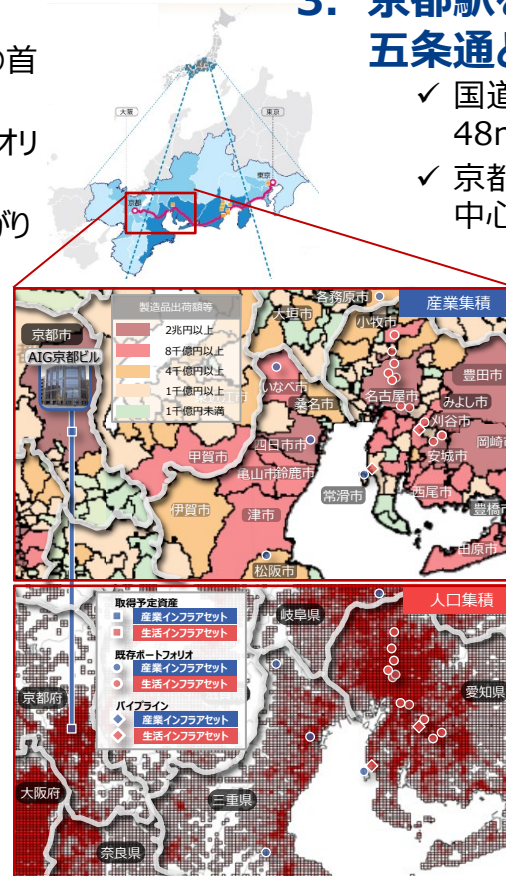 の首
オリ
がり
3. 京都駅
五条通
✓ 国道
48
✓ 京都
中心
大阪
東京
京都
東京
産業集積
製造品出荷額等
2兆円以上
8千億円以上
4千億円以上
1千億円以上
1千億円未満
京都市
AIG京都ビル
各務原市
大垣市
小牧市
豊田市
いなべ市
桑名市
名古屋市
みよし市
刈谷市
岡崎
四日市市
安城市
甲賀市
亀山市
鈴鹿市
常滑市
西尾市
伊賀市
津市
豊橋
田原市
松阪市
人口集積
取得予定資産
産業インフラアセット
生活インフラアセット
既存ポートフォリオ
産業インフラアセット
生活インフラアセット
パイプライン
産業インフラアセット
生活インフラアセット
岐阜県
愛知県
京都府
大阪府
三重県
奈良県